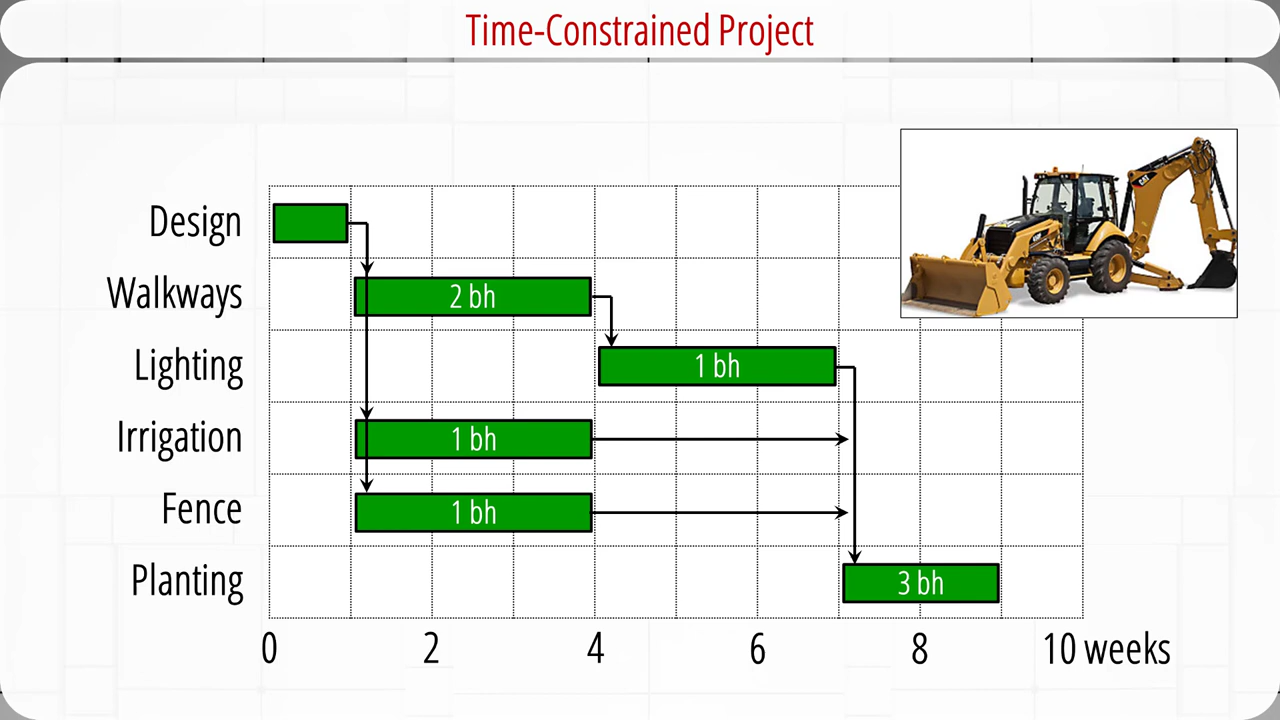 Time-Constrained Project
Design
Walkways
2 bh
Lighting
1 bh
Irrigation
1 bh
Fence
1 bh
Planting
3 bh
0 2 4 6 8 10 weeks
CAT